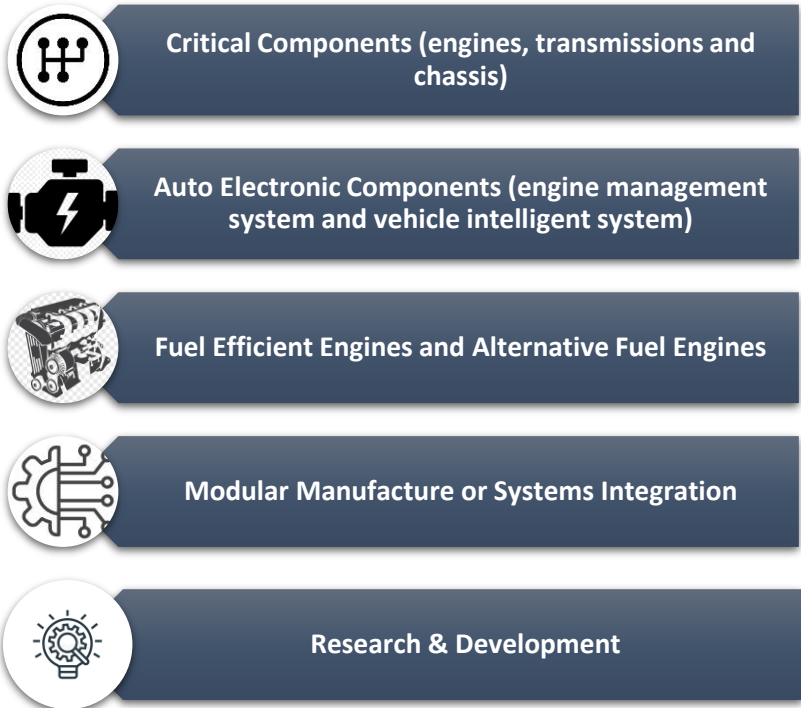 Critical Components (engines, transmissions and
chassis)
Auto Electronic Components (engine management
system and vehicle intelligent system)
Fuel Efficient Engines and Alternative Fuel Engines
Modular Manufacture or Systems Integration
Research & Development